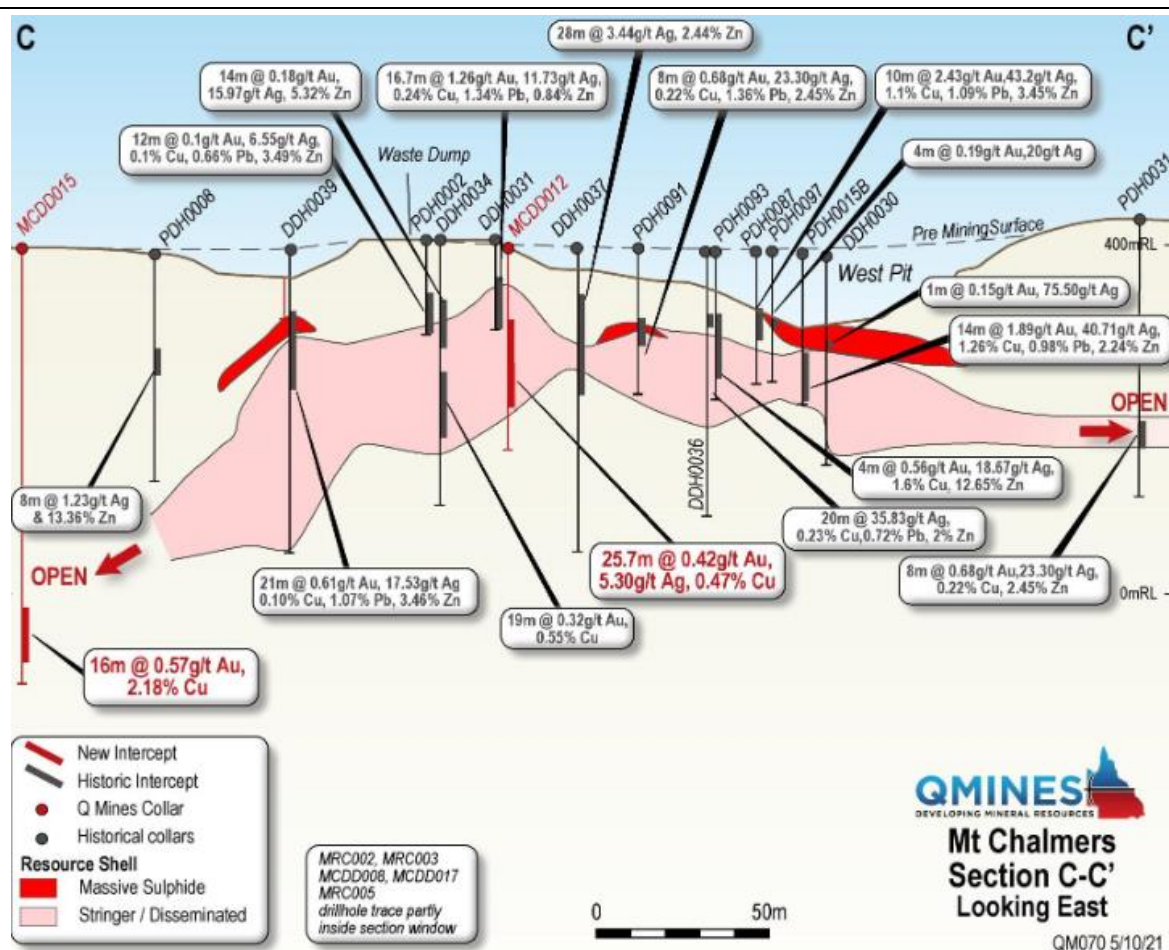 C
C'
28m @ 3.44g/t Ag, 2.44% Zn
14m @ 0.18g/t Au,
15.97g/t Ag, 5.32% Zn
16.7m @ 1.26g/t Au, 11.73g/t Ag,
0.24% Cu, 1.34% Pb, 0.84% Zn
8m @ 0.68g/t Au, 23.30g/t Ag,
0.22% Cu, 1.36% Pb, 2.45% Zn
10m @ 2.43g/t Au,43.2g/t Ag,
1.1% Cu, 1.09% Pb, 3.45% Zn
12m @ 0.1g/t Au, 6.55g/t Ag,
0.1% Cu, 0.66% Pb, 3.49% Zn
Waste Dump
4m @ 0.19g/t Au,20g/t Ag
MCDD015
PDH0008
DDH0039
PDH0002
DDH0034
DDH0031
MCDD012
DDH0037
PDH0091
PDH0093
PDH0087
PDH0097
PDH0015B
DDH0030
PDH0031
Pre MiningSurface
400mRL
West Pit
1m @ 0.15g/t Au, 75.50g/t Ag
14m @ 1.89g/t Au, 40.71g/t Ag,
1.26% Cu, 0.98% Pb, 2.24% Zn
OPEN
DDH0036
4m @ 0.56g/t Au, 18.67g/t Ag,
1.6% Cu, 12.65% Zn
8m @ 1.23g/t Ag
& 13.36% Zn
20m @ 35.83g/t Ag,
0.23% Cu,0.72% Pb, 2% Zn
OPEN
21m @ 0.61g/t Au, 17.53g/t Ag
0.10% Cu, 1.07% Pb, 3.46% Zn
25.7m @ 0.42g/t Au,
5.30g/t Ag, 0.47% Cu
8m @ 0.68g/t Au,23.30g/t Ag,
0.22% Cu, 2.45% Zn
0mRL
19m @ 0.32g/t Au,
0.55% Cu
16m @ 0.57g/t Au,
2.18% Cu
New Intercept
Historic Intercept
Q Mines Collar
Historical collars
Resource Shell
Massive Sulphide
Stringer / Disseminated
MRC002, MRC003
MCDD008, MCDD017
MRC005
drillhole trace partly
inside section window
0
50m
QMINES
DEVELOPING MINERAL RESOURCES
Mt Chalmers
Section C-C'
Looking East
QM070 5/10/21